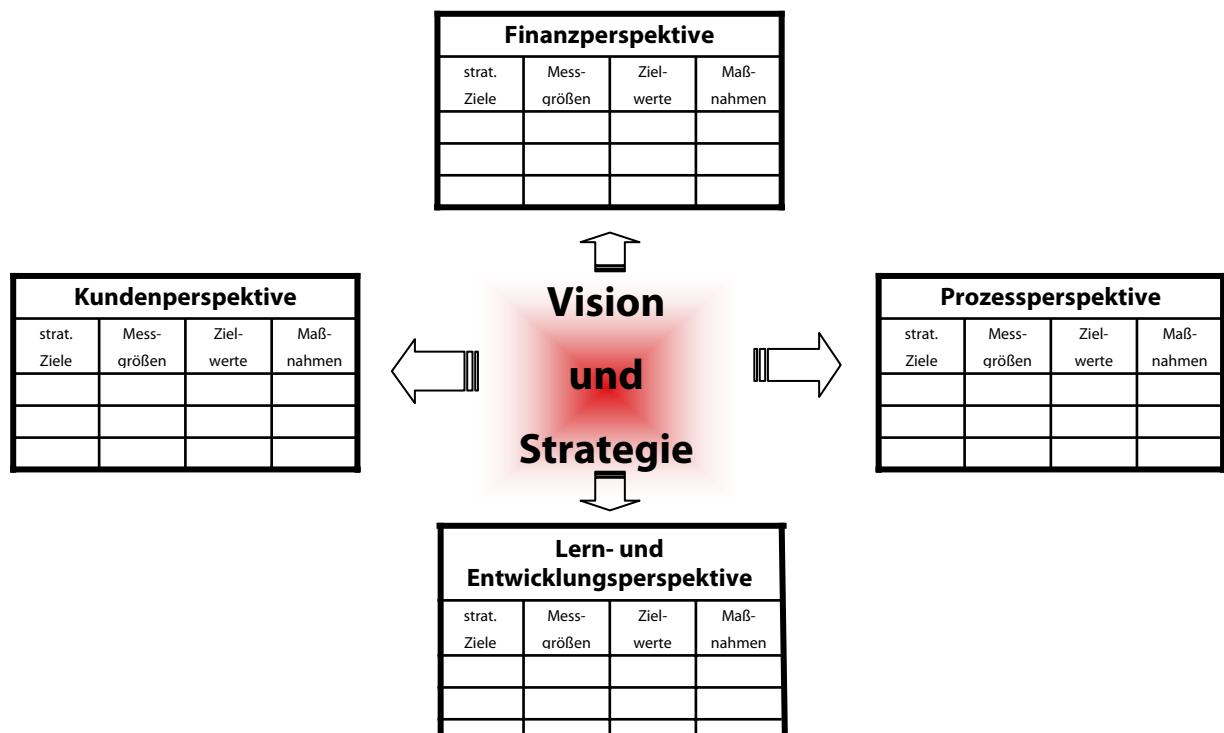 Finanzperspektive
strat. Mess- Ziel- Maß-
Ziele größen werte nahmen
Kundenperspektive
strat. Mess- Ziel- Maß-
Ziele größen werte nahmen
Vision
und
Strategie
Prozessperspektive
strat. Mess- Ziel- Maß-
Ziele größen werte nahmen
Lern- und
Entwicklungsperspektive
strat. Mess- Ziel- Maß-
Ziele größen werte nahmen